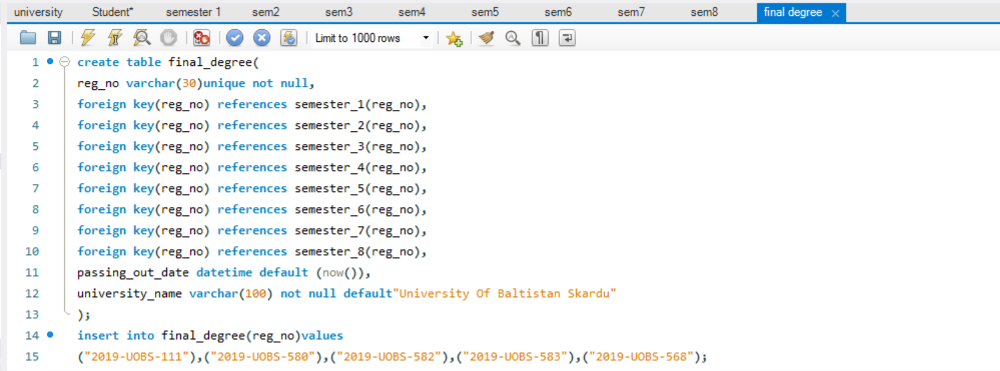 university Student* semester 1 sem2 sem3 sem4 sem5 sem6 sem7 sem8 final degree
Limit to 1000 rows
1 create table final_degree(
2 reg_no varchar(30)unique not null,
3 foreign key(reg_no) references semester_1(reg_no),
4 foreign key(reg_no) references semester_2(reg_no),
5 foreign key(reg_no) references semester_3(reg_no),
6 foreign key(reg_no) references semester_4(reg_no),
7 foreign key(reg_no) references semester_5(reg_no),
8 foreign key(reg_no) references semester_6(reg_no),
9 foreign key(reg_no) references semester_7(reg_no),
10 foreign key(reg_no) references semester_8(reg_no),
11 passing_out_date datetime default (now()),
12 university_name varchar(100) not null default"University Of Baltistan Skardu"
13 );
14 insert into final_degree(reg_no)values
15 ("2019-UOBS-111"),("2019-UOBS-580"),("2019-UOBS-582"),("2019-UOBS-583"),("2019-UOBS-568");